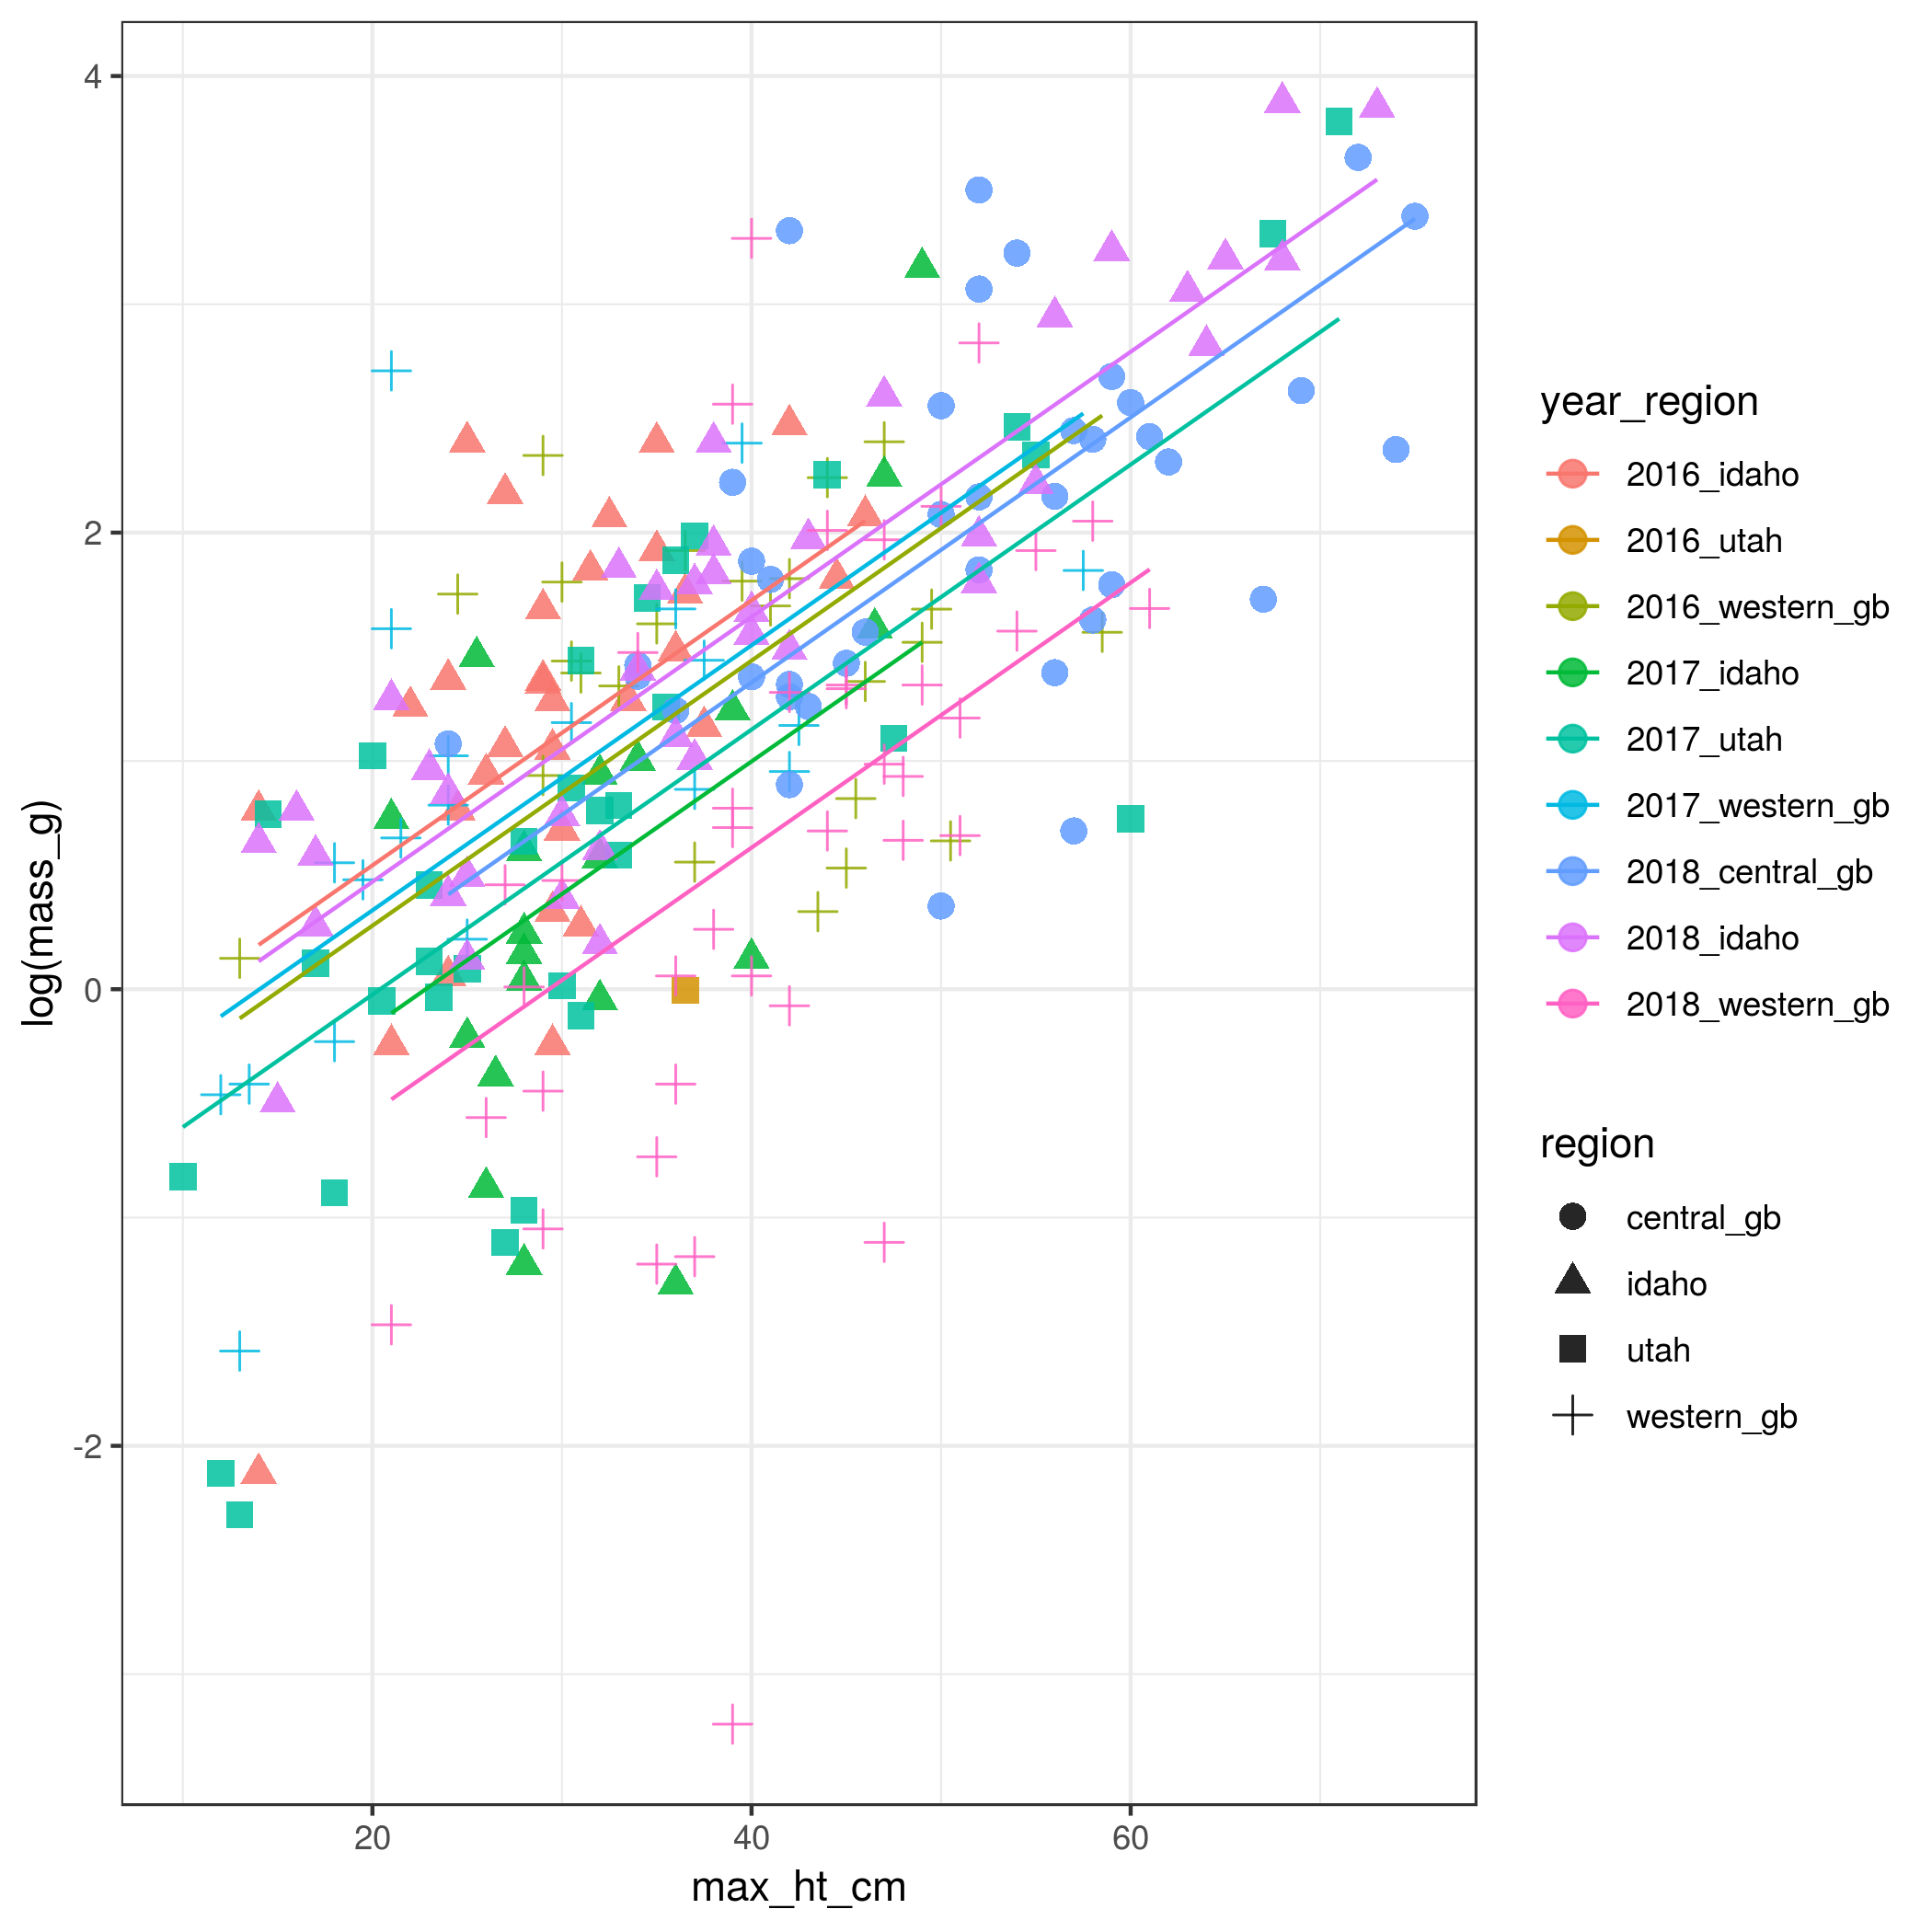 4
2
0
-2
log(mass_g)
20
40
60
max_ht_cm
year_region
2016_idaho
2016_utah
2016_western_gb
2017_idaho
2017_utah
2017_western_gb
2018_central_gb
2018_idaho
2018_western_gb
region
central_gb
idaho
utah
western_gb